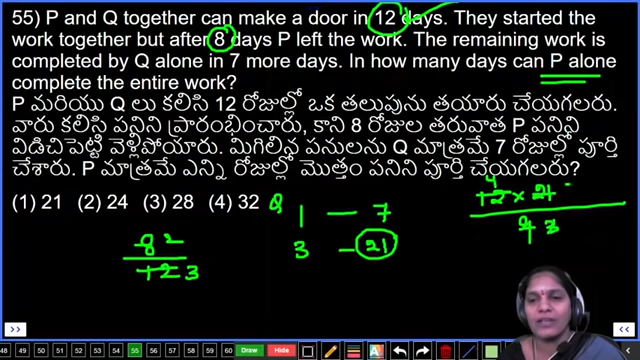 55) P and Q together can make a door in 12 days. They started the
work together but after 8 days P left the work. The remaining work is
completed by Q alone in 7 more days. In how many days can P alone
complete the entire work?
P మరియు Q లు కలిసి 12 రోజుల్లో ఒక తలుపును తయారు చేయగలరు.
వారు కలిసి పనిని ప్రారంభించారు, కాని 8 రోజుల తరువాత P పనిని
విడిచిపెట్టి వెళ్లిపోయారు. మిగిలిన పనులను Q మాత్రమే 7 రోజుల్లో పూర్తి
చేశారు. P మాత్రమే ఎన్ని రోజుల్లో మొత్తం పనిని పూర్తి చేయగలరు?
(1) 21 (2) 24 (3) 28 (4) 32
Q 1 — 7
3 — 21
8 2
12 3
4
12 × 21
3
>> <<
48 49 50 51 52 53 54 55 56 57 58 59 60 61 62 Draw Hide